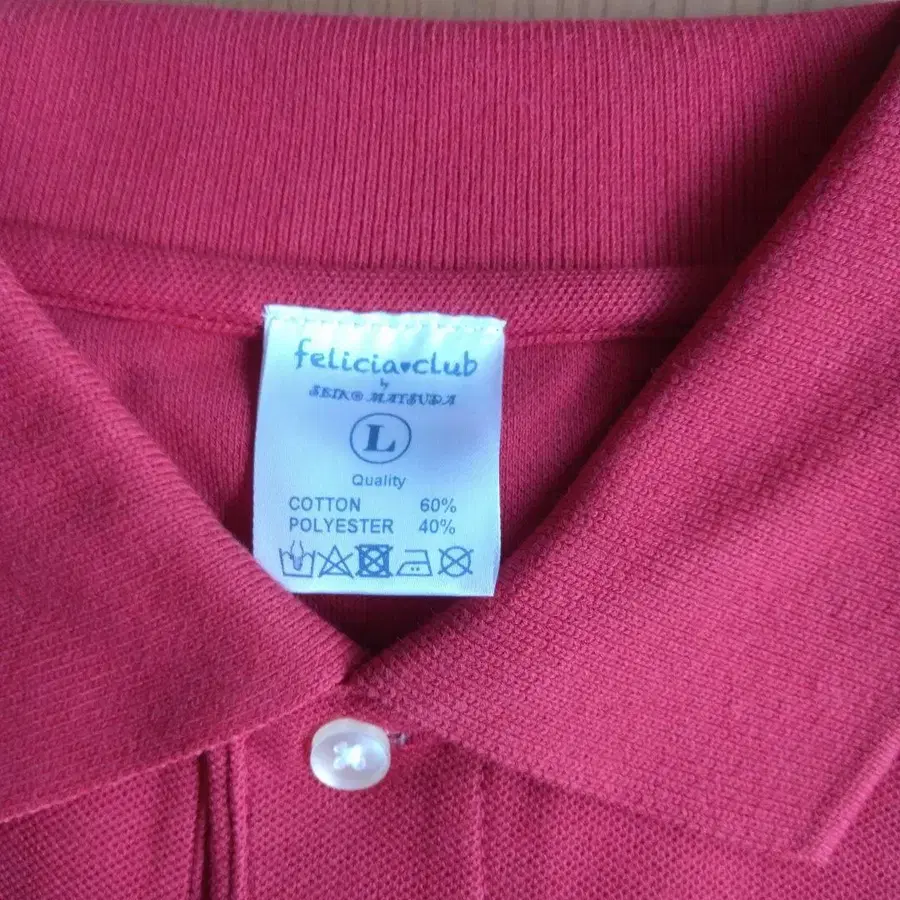 felicia♥club
by
SEIKO MATSUDA
L
Quality
COTTON 60%
POLYESTER 40%